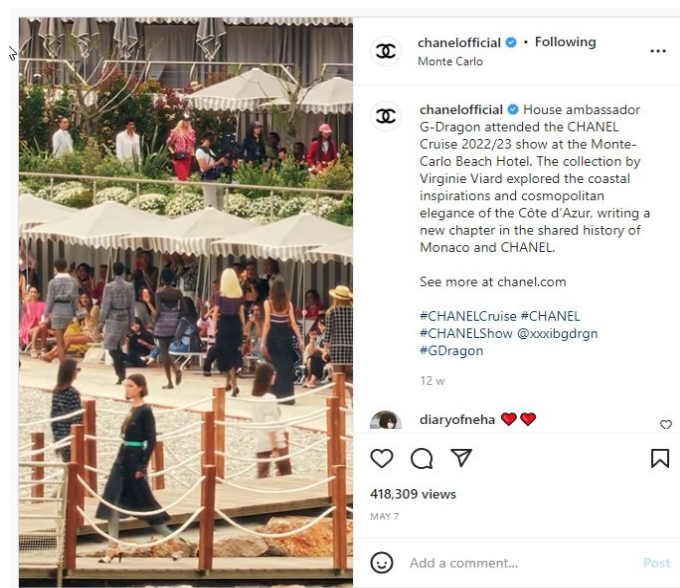 chanelofficial • Following
Monte Carlo
chanelofficial House ambassador
G-Dragon attended the CHANEL
Cruise 2022/23 show at the Monte-
Carlo Beach Hotel. The collection by
Virginie Viard explored the coastal
inspirations and cosmopolitan
elegance of the Côte d'Azur, writing a
new chapter in the shared history of
Monaco and CHANEL.
See more at chanel.com
#CHANELCruise #CHANEL
#CHANELShow @xxxibgdrgn
#GDragon
12 w
diaryofneha ❤️❤️
418,309 views
MAY 7
Add a comment...
Post